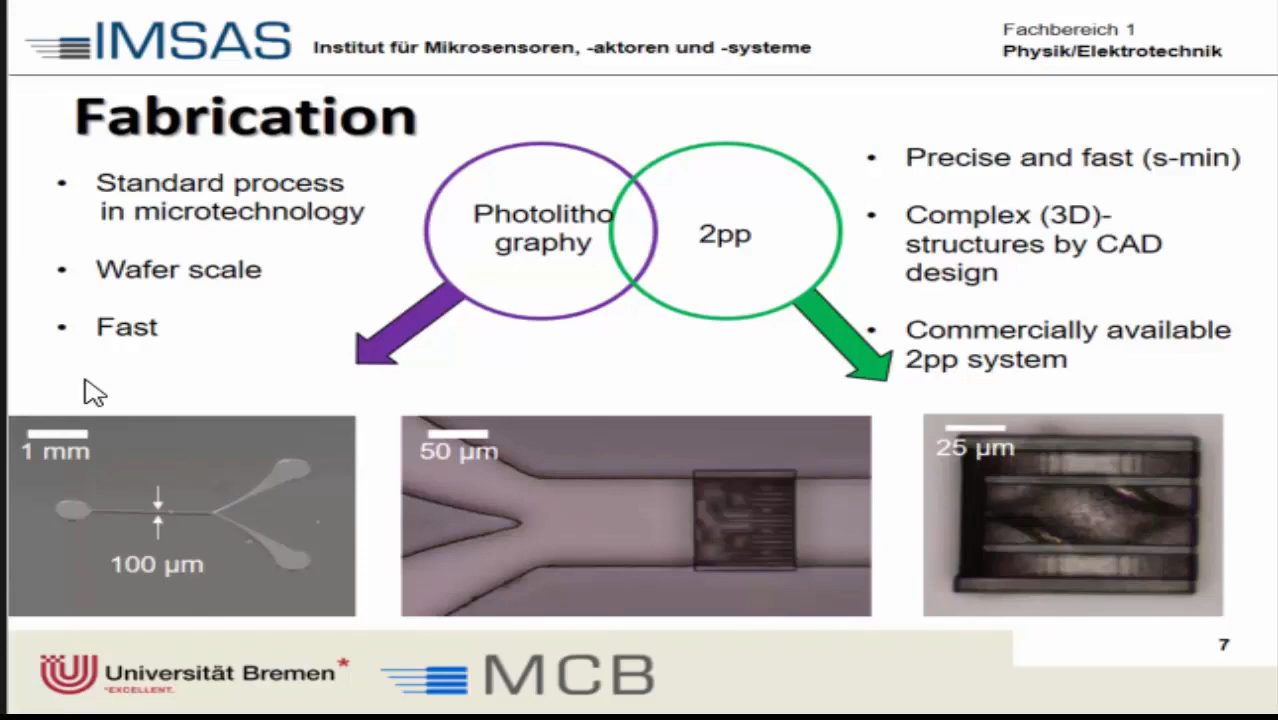 IMSAS
Institut für Mikrosensoren, -aktoren und -systeme
Fachbereich 1
Physik/Elektrotechnik
Fabrication
• Standard process
in microtechnology
• Wafer scale
• Fast
Photolitho
graphy
2pp
• Precise and fast (s-min)
• Complex (3D)-
structures by CAD
design
• Commercially available
2pp system
1 mm
100 µm
50 µm
25 µm
7
Universität Bremen*
*EXCELLENT.
MCB